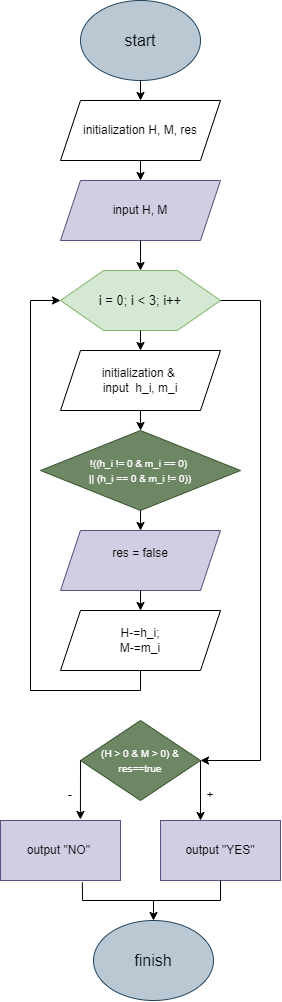 start
initialization H, M, res
input H, M
i = 0; i < 3; i++
initialization &
input h_i, m_i
!((h_i != 0 & m_i == 0)
|| (h_i == 0 & m_i != 0))
res = false
H-=h_i;
M-=m_i
(H > 0 & M > 0) &
res==true
-
+
output "NO"
output "YES"
finish